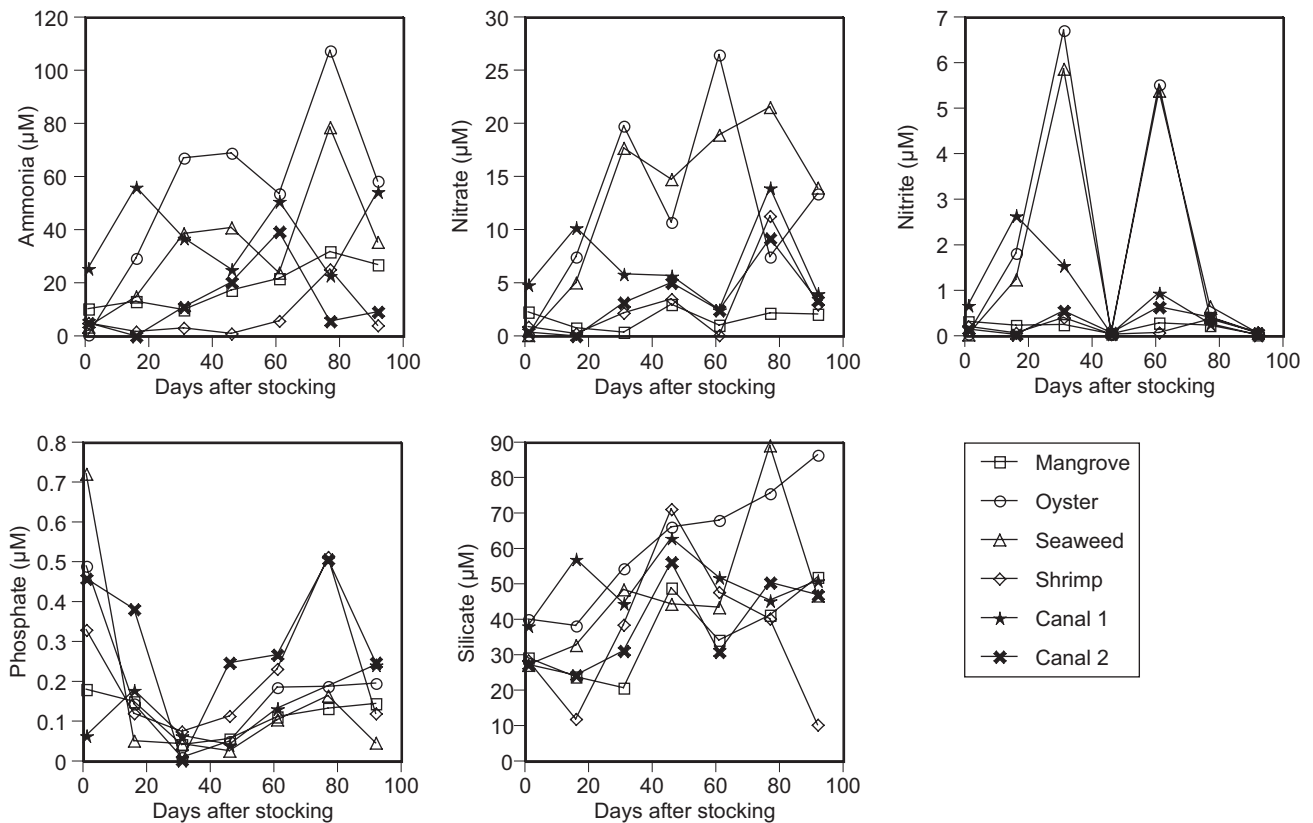 120
100
80
60
40
20
0
Ammonia (µM)
0 20 40 60 80 100
Days after stocking
30
25
20
15
10
5
0
Nitrate (µM)
0 20 40 60 80 100
Days after stocking
7
6
5
4
3
2
1
0
Nitrite (µM)
0 20 40 60 80 100
Days after stocking
0.8
0.7
0.6
0.5
0.4
0.3
0.2
0.1
0
Phosphate (µM)
0 20 40 60 80 100
Days after stocking
90
80
70
60
50
40
30
20
10
0
Silicate (µM)
0 20 40 60 80 100
Days after stocking
Mangrove
Oyster
Seaweed
Shrimp
Canal 1
Canal 2